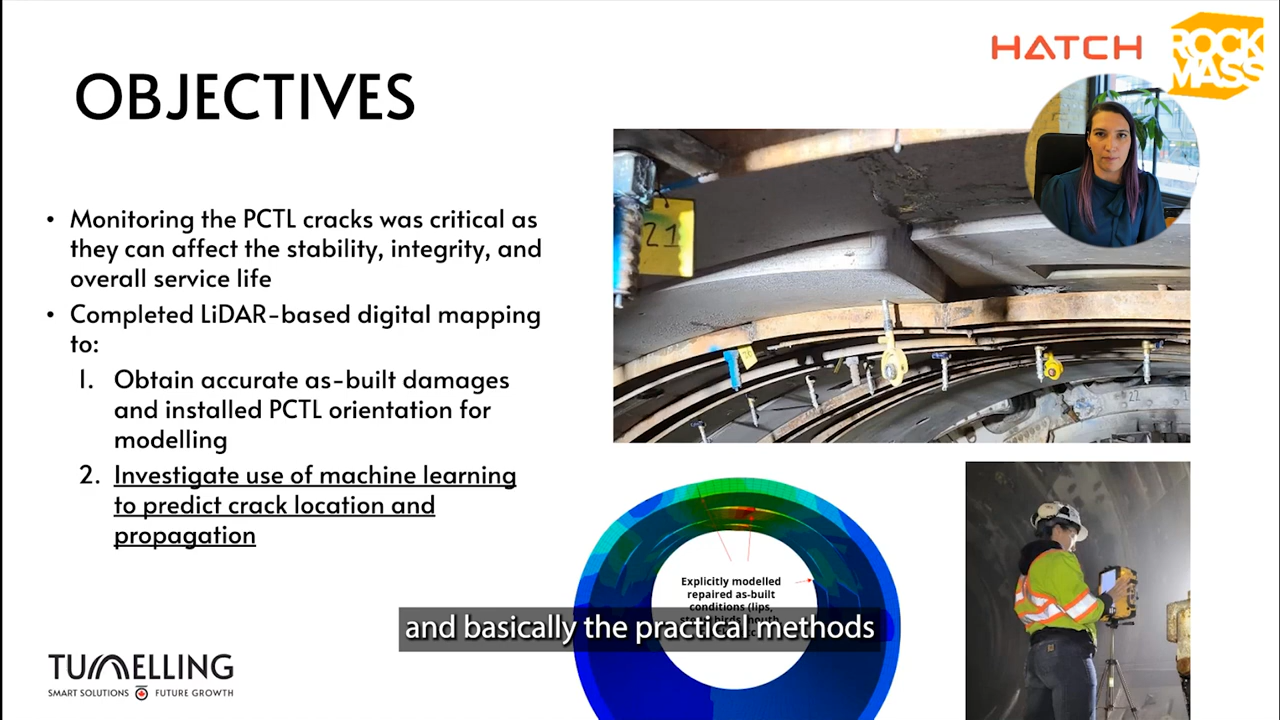 HATCH
ROCK
MASS
OBJECTIVES
• Monitoring the PCTL cracks was critical as
they can affect the stability, integrity, and
overall service life
• Completed LiDAR-based digital mapping
to:
1. Obtain accurate as-built damages
and installed PCTL orientation for
modelling
2. Investigate use of machine learning
to predict crack location and
propagation
21
22
Explicitly modelled
repaired as-built
conditions (lips,
and basically the practical methods
TUNNELLING
SMART SOLUTIONS FUTURE GROWTH